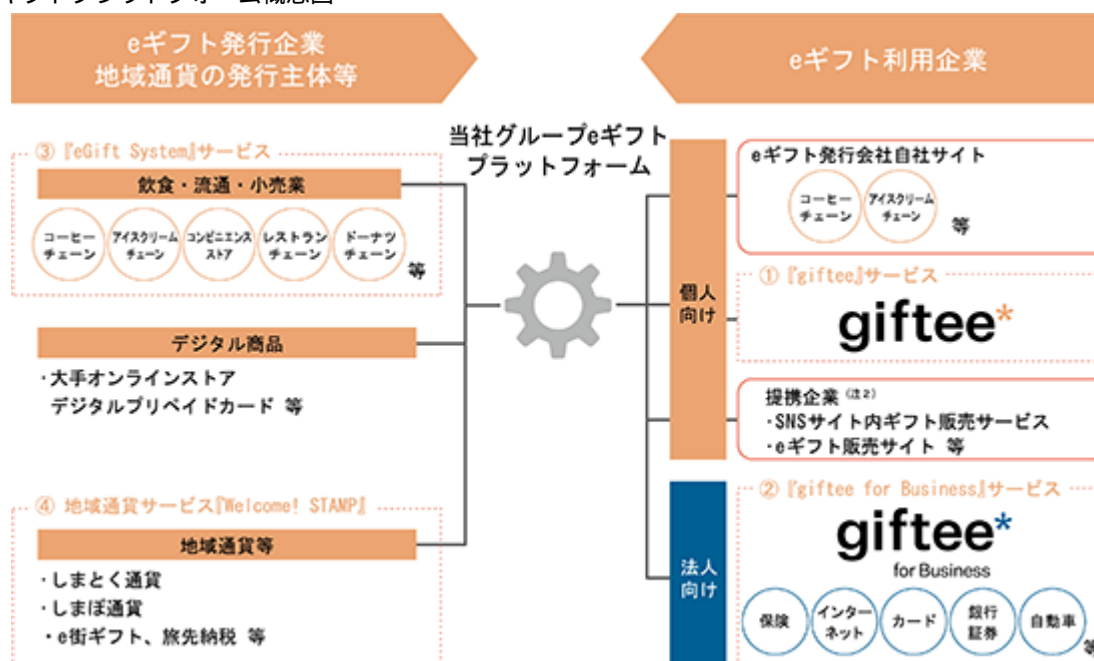 eギフト発行企業
地域通貨の発行主体等
eギフト利用企業
当社グループeギフト
プラットフォーム
③『eGift System』サービス
飲食・流通・小売業
コーヒー
チェーン
アイスクリーム
チェーン
コンビニエンス
ストア
レストラン
チェーン
ドーナツ
チェーン
等
デジタル商品
・大手オンラインストア
デジタルプリペイドカード 等
④ 地域通貨サービス『Welcome! STAMP』
地域通貨等
・しまとく通貨
・しまぽ通貨
・e街ギフト、旅先納税 等
個人
向け
eギフト発行会社自社サイト
コーヒー
チェーン
アイスクリーム
チェーン
等
①『giftee』サービス
giftee*
提携企業(注2)
・SNSサイト内ギフト販売サービス
・eギフト販売サイト 等
法人
向け
②『giftee for Business』サービス
giftee*
for Business
保険
インター
ネット
カード
銀行
証券
自動車
等